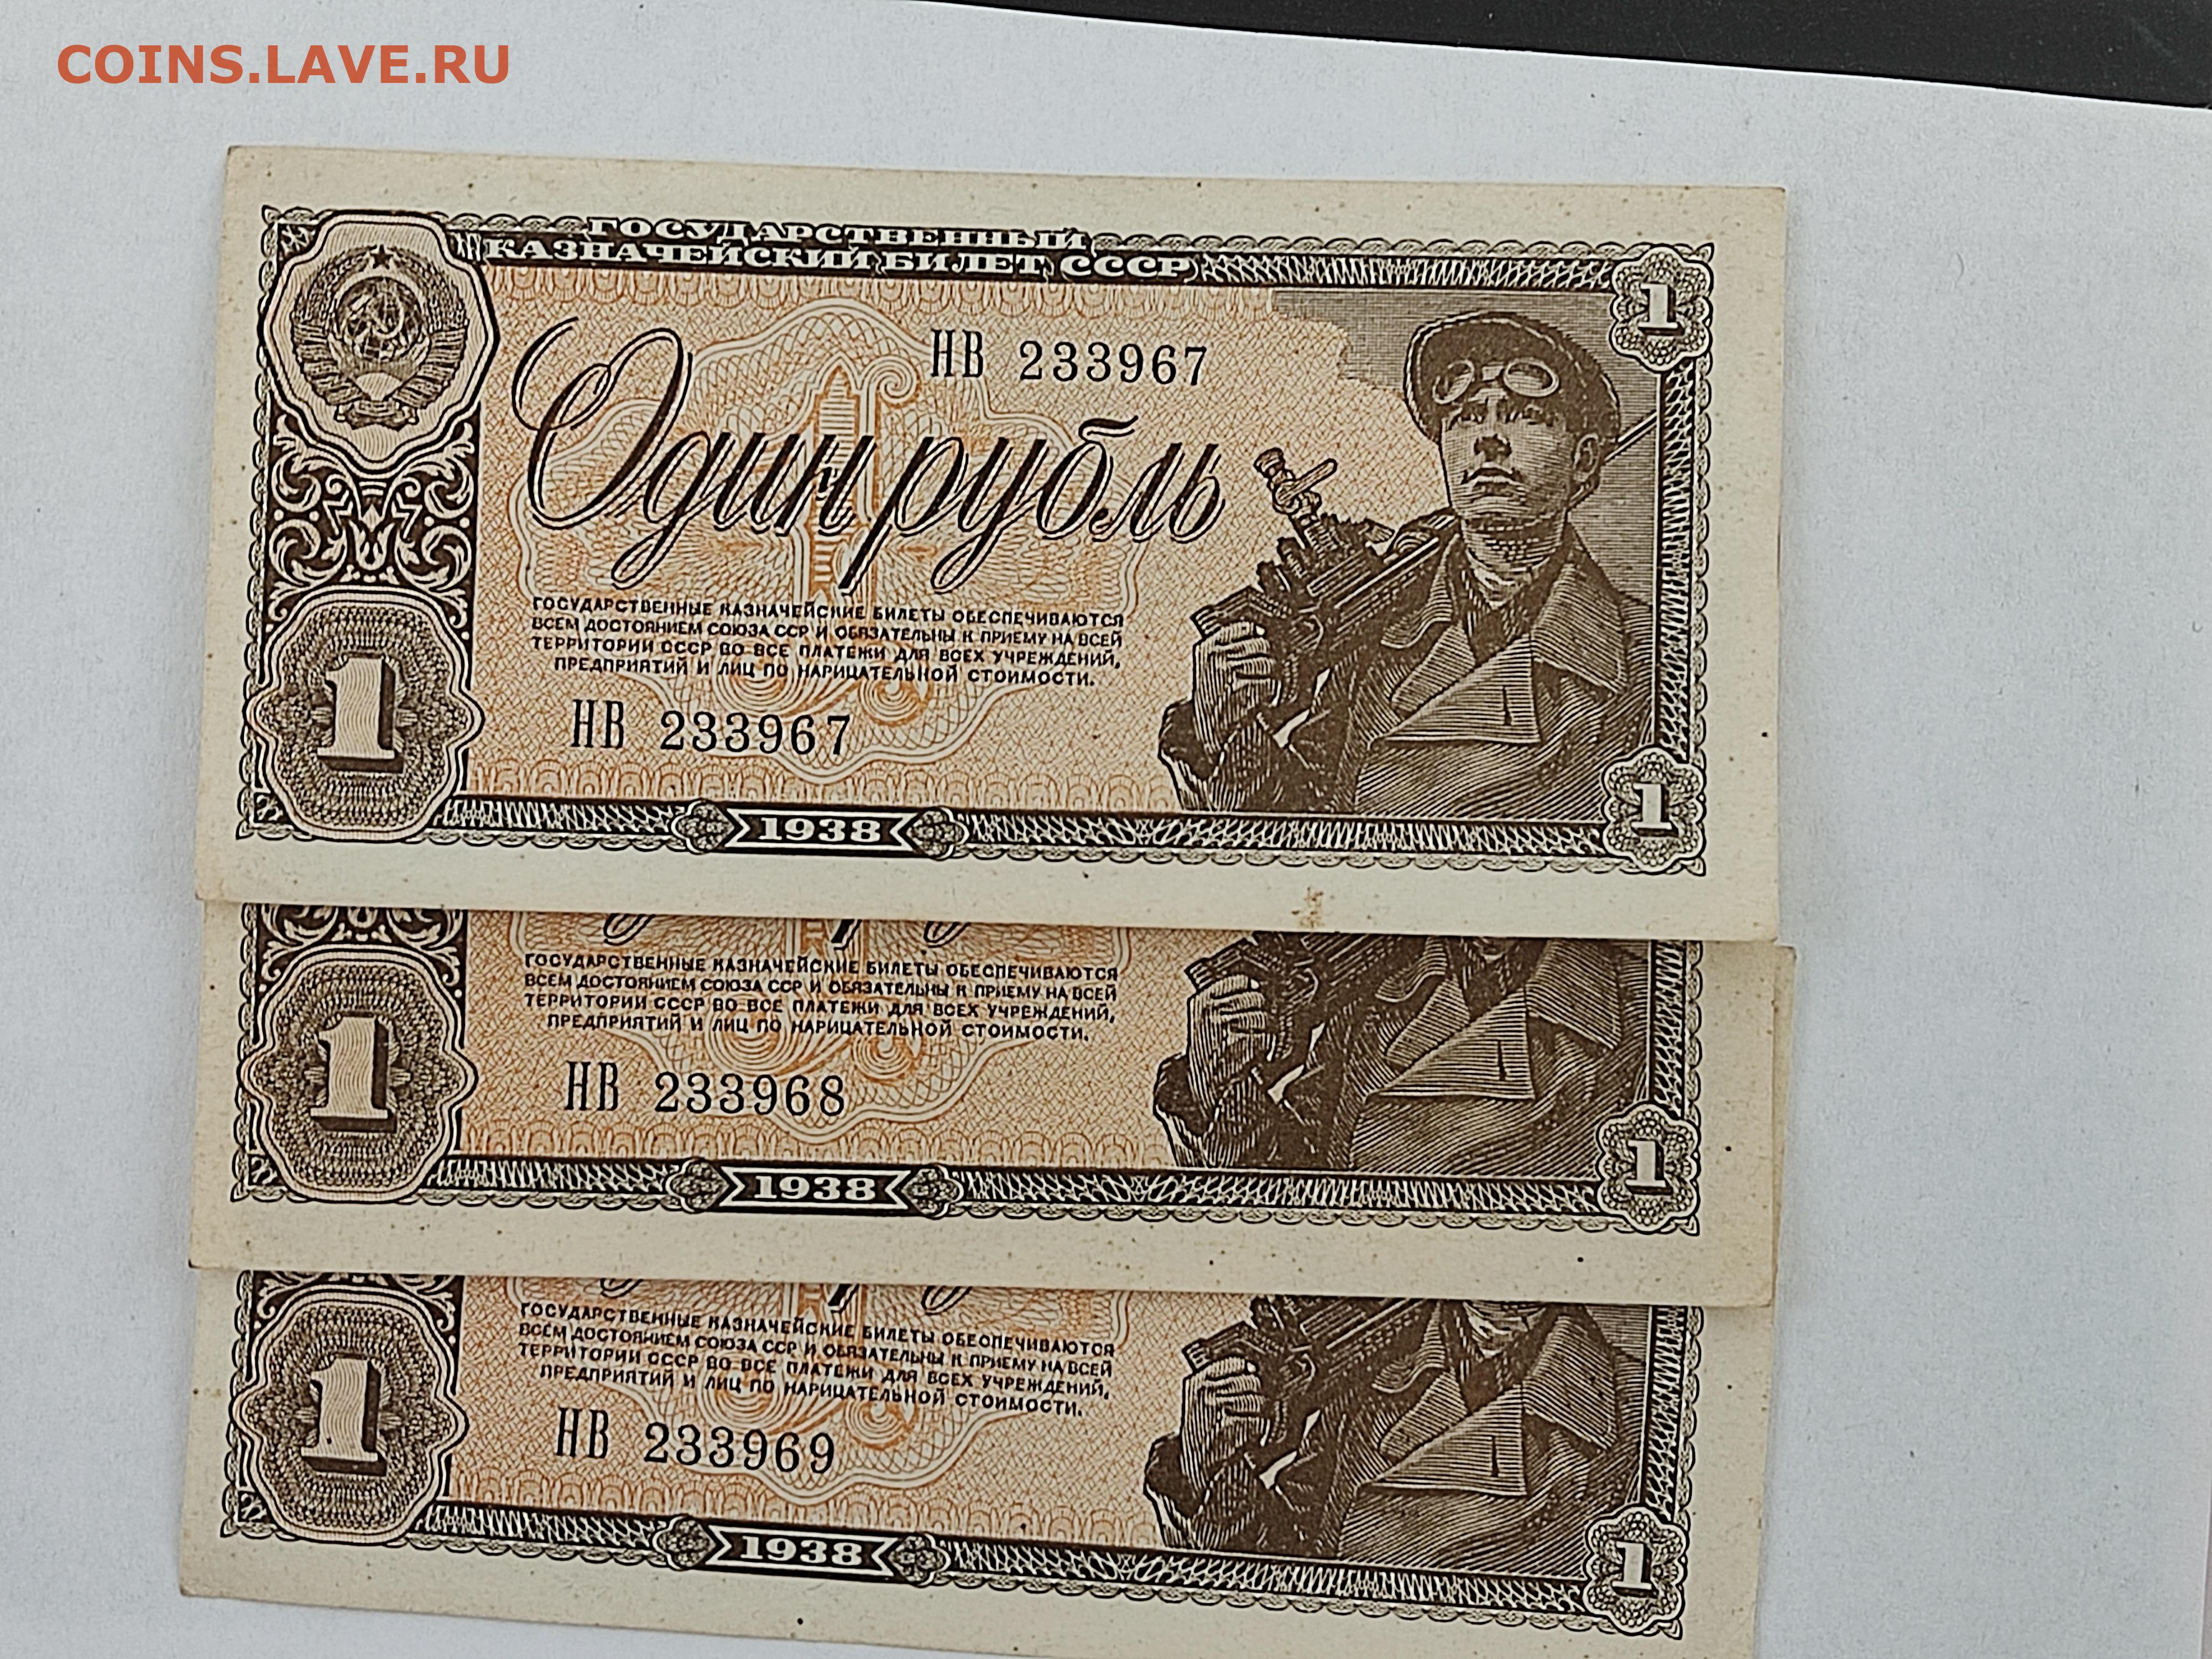 COINS.LAVE.RU
ГОСУДАРСТВЕННЫЙ
КАЗНАЧЕЙСКИЙ БИЛЕТ СССР
1
НВ 233967
Один рубль
ГОСУДАРСТВЕННЫЕ КАЗНАЧЕЙСКИЕ БИЛЕТЫ ОБЕСПЕЧИВАЮТСЯ
ВСЕМ ДОСТОЯНИЕМ СОЮЗА ССР И ОБЯЗАТЕЛЬНЫ К ПРИЕМУ НА ВСЕЙ
ТЕРРИТОРИИ СССР ВО ВСЕ ПЛАТЕЖИ ДЛЯ ВСЕХ УЧРЕЖДЕНИЙ,
ПРЕДПРИЯТИЙ И ЛИЦ ПО НАРИЦАТЕЛЬНОЙ СТОИМОСТИ.
1
НВ 233967
1
1938
ГОСУДАРСТВЕННЫЕ КАЗНАЧЕЙСКИЕ БИЛЕТЫ ОБЕСПЕЧИВАЮТСЯ
ВСЕМ ДОСТОЯНИЕМ СОЮЗА ССР И ОБЯЗАТЕЛЬНЫ К ПРИЕМУ НА ВСЕЙ
ТЕРРИТОРИИ СССР ВО ВСЕ ПЛАТЕЖИ ДЛЯ ВСЕХ УЧРЕЖДЕНИЙ,
ПРЕДПРИЯТИЙ И ЛИЦ ПО НАРИЦАТЕЛЬНОЙ СТОИМОСТИ.
1
НВ 233968
1
1938
ГОСУДАРСТВЕННЫЕ КАЗНАЧЕЙСКИЕ БИЛЕТЫ ОБЕСПЕЧИВАЮТСЯ
ВСЕМ ДОСТОЯНИЕМ СОЮЗА ССР И ОБЯЗАТЕЛЬНЫ К ПРИЕМУ НА ВСЕЙ
ТЕРРИТОРИИ СССР ВО ВСЕ ПЛАТЕЖИ ДЛЯ ВСЕХ УЧРЕЖДЕНИЙ,
ПРЕДПРИЯТИЙ И ЛИЦ ПО НАРИЦАТЕЛЬНОЙ СТОИМОСТИ.
1
НВ 233969
1
1938